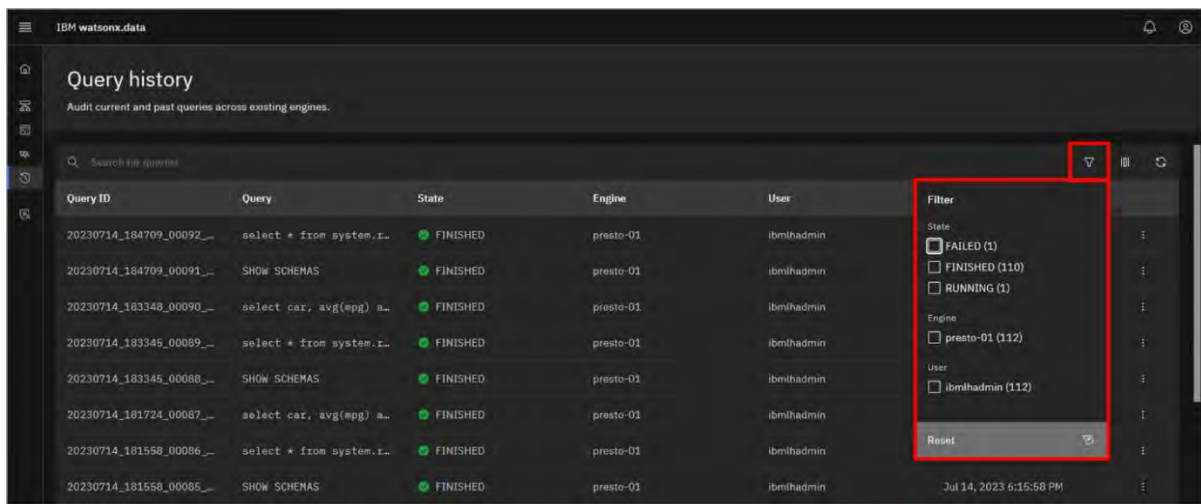 IBM watsonx.data
Query history
Audit current and past queries across existing engines.
Search for queries
Query ID Query State Engine User
Filter
State
FAILED (1)
FINISHED (110)
RUNNING (1)
Engine
presto-01 (112)
User
ibmlhadmin (112)
Reset
20230714_184709_00092_... select * from system.r... FINISHED presto-01 ibmlhadmin
20230714_184709_00091_... SHOW SCHEMAS FINISHED presto-01 ibmlhadmin
20230714_183348_00090_... select car, avg(mpg) a... FINISHED presto-01 ibmlhadmin
20230714_183345_00089_... select * from system.r... FINISHED presto-01 ibmlhadmin
20230714_183345_00088_... SHOW SCHEMAS FINISHED presto-01 ibmlhadmin
20230714_181724_00087_... select car, avg(mpg) a... FINISHED presto-01 ibmlhadmin
20230714_181558_00086_... select * from system.r... FINISHED presto-01 ibmlhadmin
20230714_181558_00085_... SHOW SCHEMAS FINISHED presto-01 ibmlhadmin Jul 14, 2023 6:15:58 PM